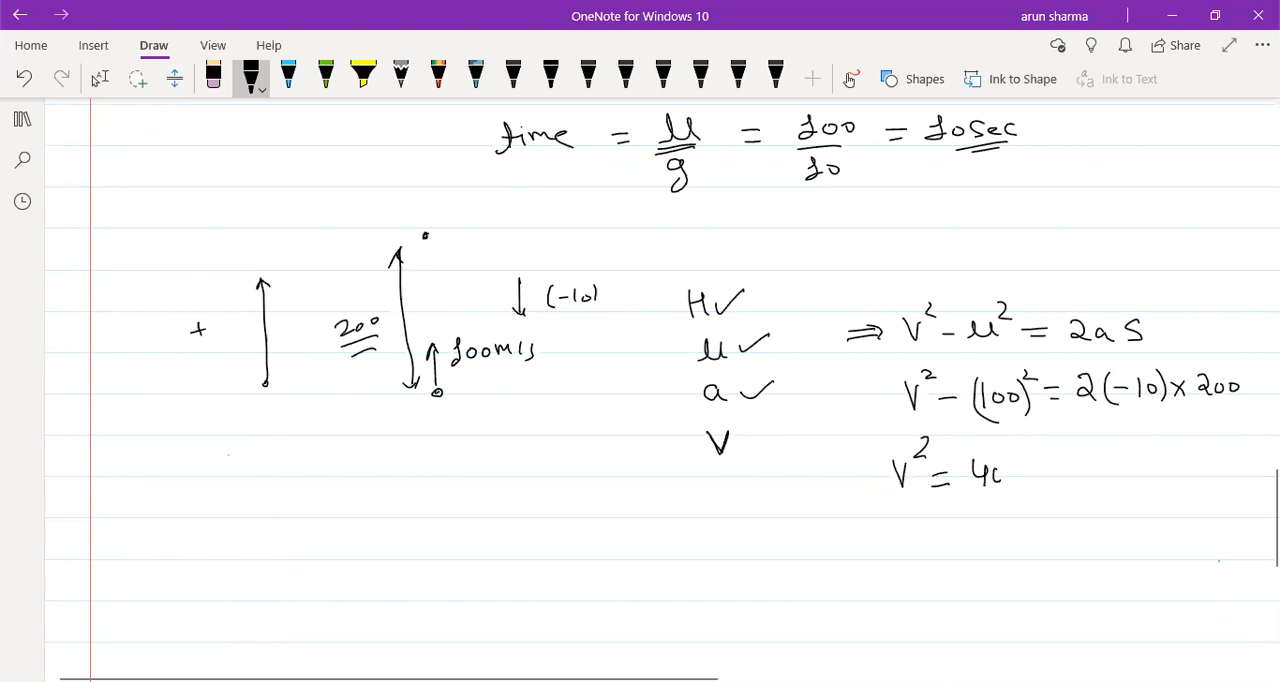 OneNote for Windows 10
arun sharma
Home Insert Draw View Help
Share
Shapes
Ink to Shape
Ink to Text
time = u/g = 100/10 = 10 sec
+
200
100 m/s
↓ (-10)
H✓
u ✓
a ✓
V
⇒ V² - u² = 2aS
V² - (100)² = 2(-10)×200
V² = 40